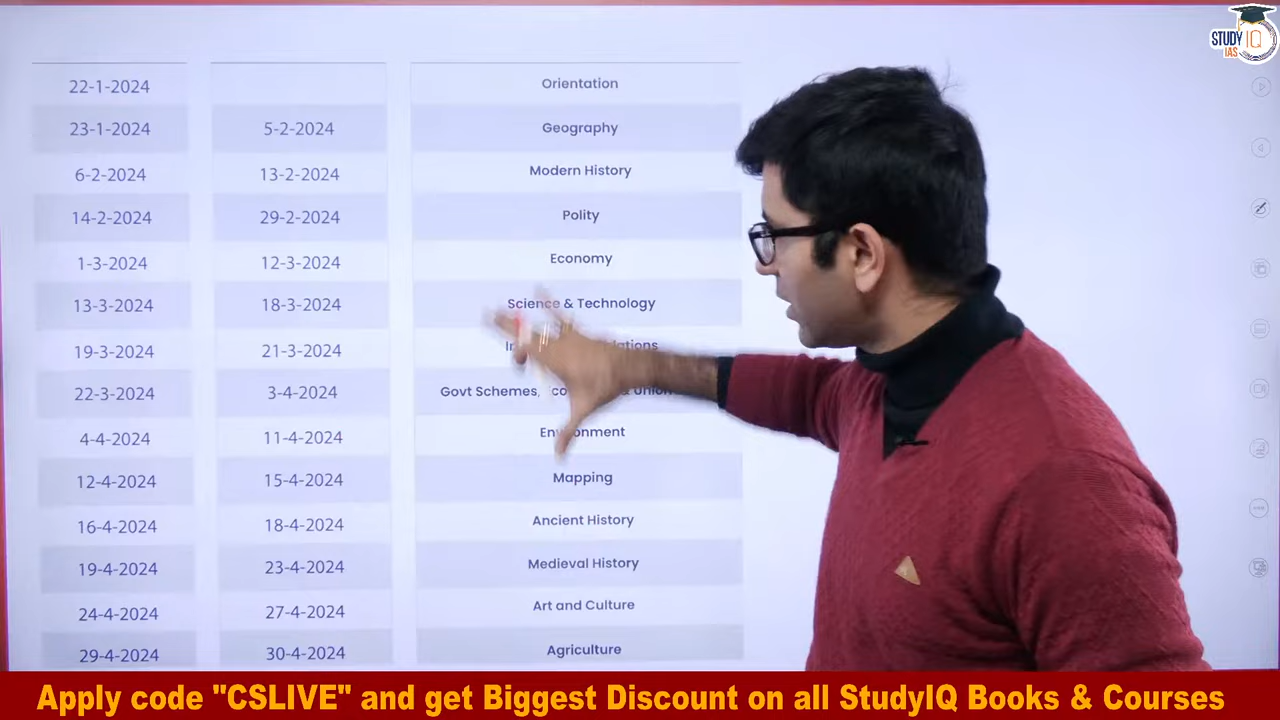 STUDY IQ
IAS
22-1-2024 Orientation
23-1-2024 5-2-2024 Geography
6-2-2024 13-2-2024 Modern History
14-2-2024 29-2-2024 Polity
1-3-2024 12-3-2024 Economy
13-3-2024 18-3-2024 Science & Technology
19-3-2024 21-3-2024
22-3-2024 3-4-2024 Govt Schemes, & Union
4-4-2024 11-4-2024 Environment
12-4-2024 15-4-2024 Mapping
16-4-2024 18-4-2024 Ancient History
19-4-2024 23-4-2024 Medieval History
24-4-2024 27-4-2024 Art and Culture
29-4-2024 30-4-2024 Agriculture
Apply code "CSLIVE" and get Biggest Discount on all StudyIQ Books & Courses